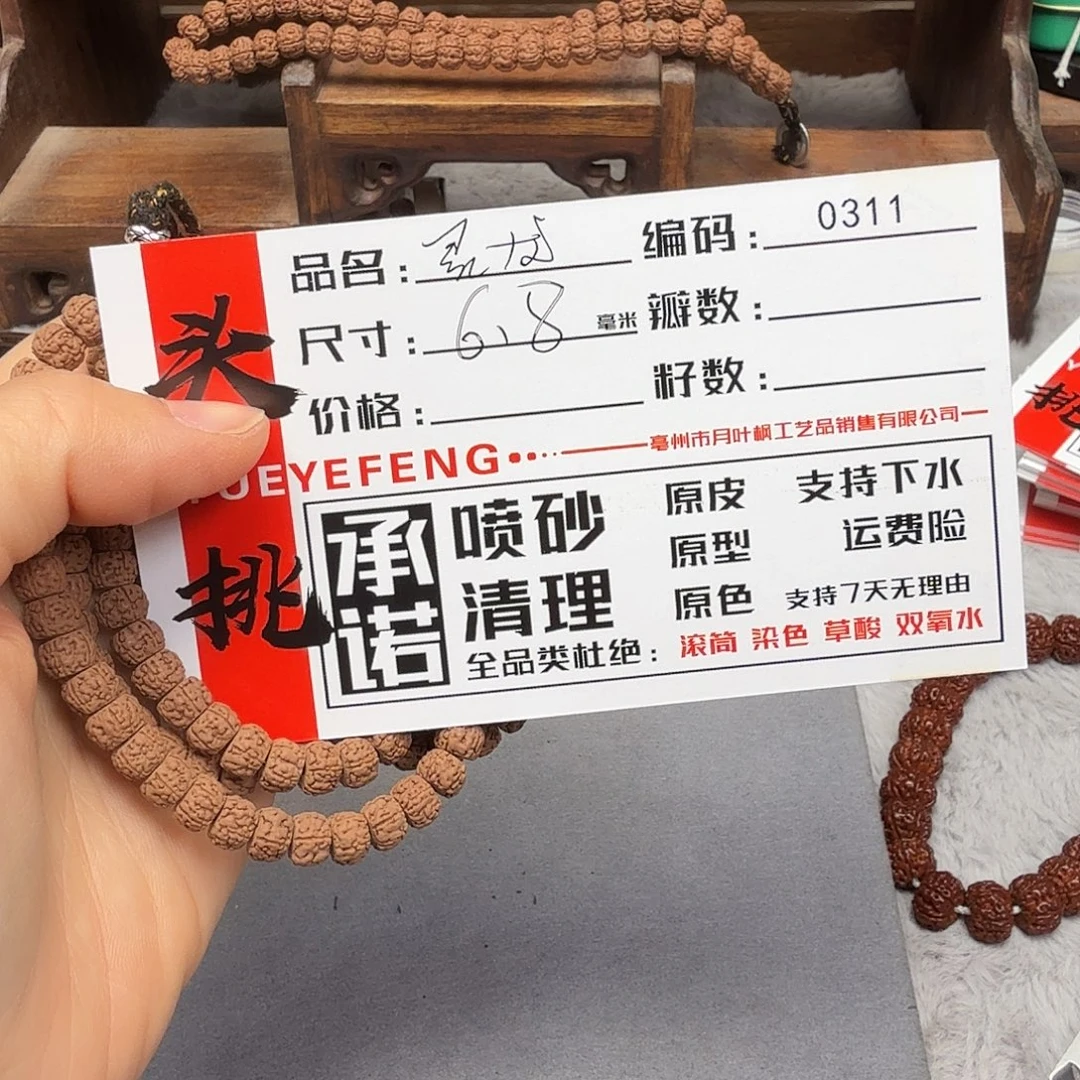 头挑
品名：
编码：0311
尺寸：6.8 毫米
瓣数：
价格：
籽数：
YUEYEFENG
亳州市月叶枫工艺品销售有限公司
承诺
喷砂 原皮 支持下水
清理 原型 运费险
原色 支持7天无理由
全品类杜绝：滚筒 染色 草酸 双氧水
挑